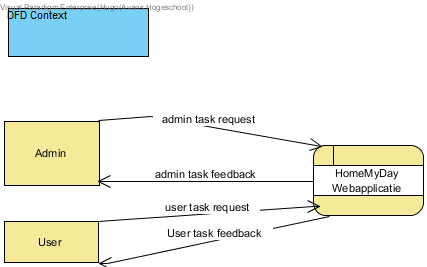 Visual Paradigm Enterprise(Hugo(Avans Hogeschool))
DFD Context
admin task request
Admin
HomeMyDay
Webapplicatie
admin task feedback
user task request
User task feedback
User